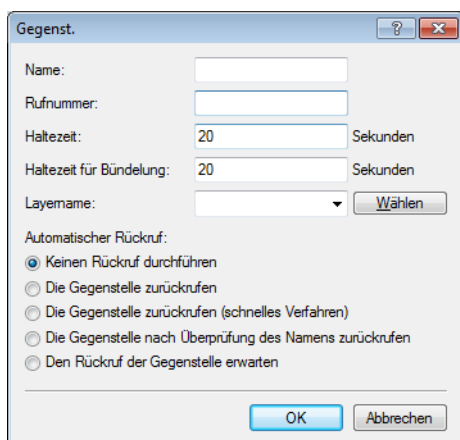 Gegenst.
Name:
Rufnummer:
Haltezeit: 20 Sekunden
Haltezeit für Bündelung: 20 Sekunden
Layername: Wählen
Automatischer Rückruf:
Keinen Rückruf durchführen
Die Gegenstelle zurückrufen
Die Gegenstelle zurückrufen (schnelles Verfahren)
Die Gegenstelle nach Überprüfung des Namens zurückrufen
Den Rückruf der Gegenstelle erwarten
OK Abbrechen